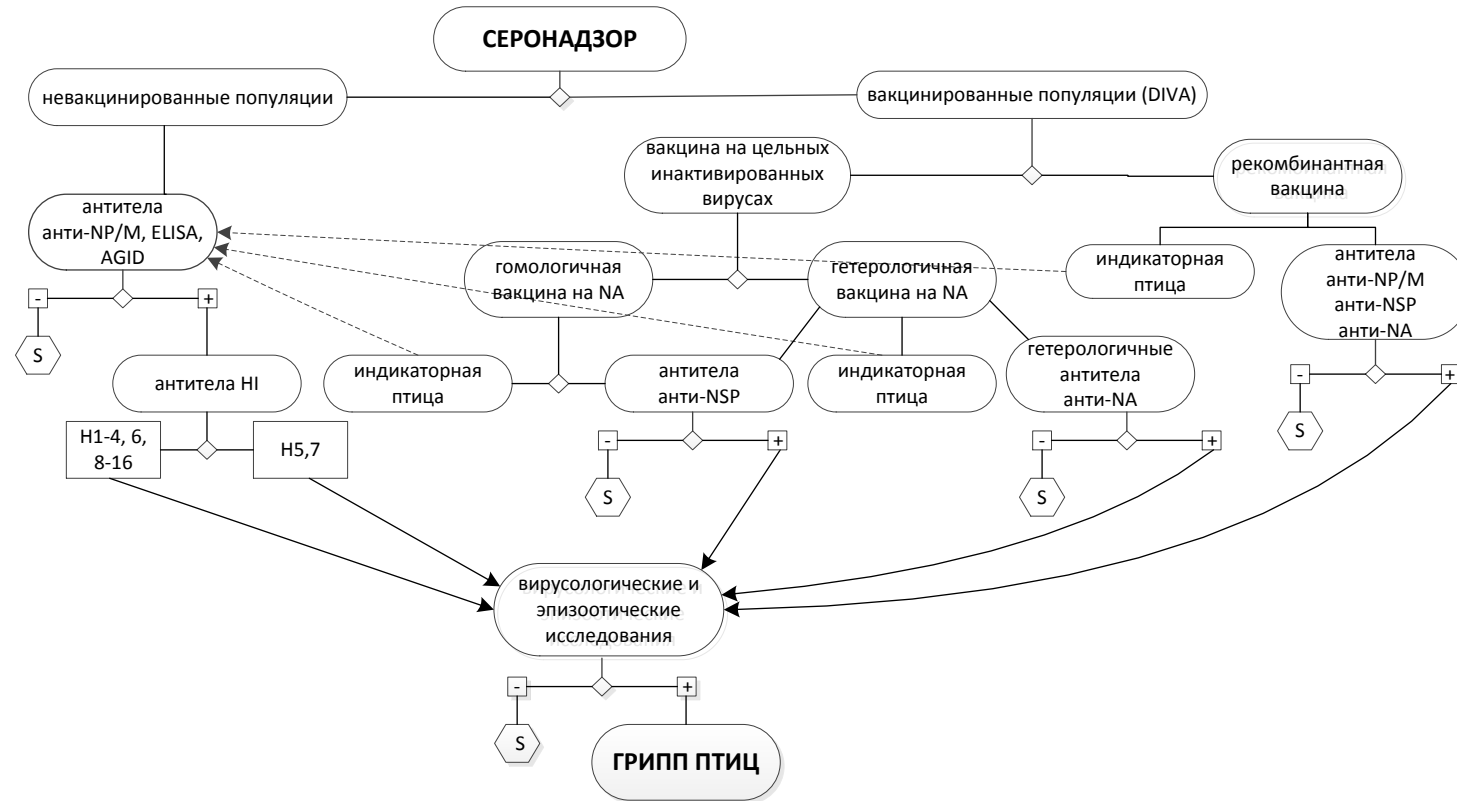 СЕРОНАДЗОР
невакцинированные популяции
вакцинированные популяции (DIVA)
вакцина на цельных
инактивированных
вирусах
рекомбинантная
вакцина
антитела
анти-NP/M, ELISA,
AGID
гомологичная
вакцина на NA
гетерологичная
вакцина на NA
индикаторная
птица
антитела
анти-NP/M
анти-NSP
анти-NA
-
+
S
антитела HI
индикаторная
птица
антитела
анти-NSP
индикаторная
птица
гетерологичные
антитела
анти-NA
-
+
S
H1-4, 6,
8-16
H5,7
-
+
S
-
+
S
вирусологические и
эпизоотические
исследования
-
+
S
ГРИПП ПТИЦ